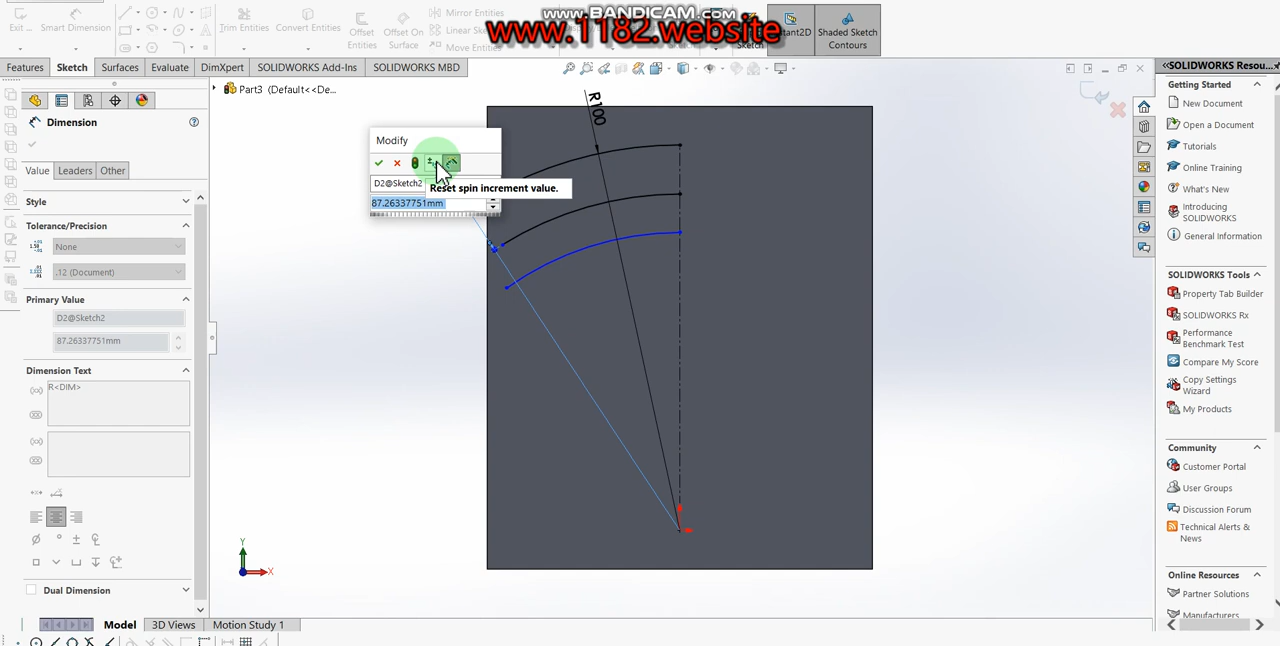 www.BANDICAM.com
www.1182.website
Exit ...
Smart Dimension
Trim Entities
Convert Entities
Offset
Entities
Offset On
Surface
Mirror Entities
Linear Sk
Move Entities
Sketch
tant2D
Shaded Sketch
Contours
Features
Sketch
Surfaces
Evaluate
DimXpert
SOLIDWORKS Add-Ins
SOLIDWORKS MBD
Part3 (Default<<De...
Dimension
Value
Leaders
Other
Style
Tolerance/Precision
None
.12 (Document)
Primary Value
D2@Sketch2
87.26337751mm
Dimension Text
R<DIM>
Dual Dimension
Modify
D2@Sketch2
Reset spin increment value.
87.26337751mm
R100
Y
X
Model
3D Views
Motion Study 1
SOLIDWORKS Resou...
Getting Started
New Document
Open a Document
Tutorials
Online Training
What's New
Introducing
SOLIDWORKS
General Information
SOLIDWORKS Tools
Property Tab Builder
SOLIDWORKS Rx
Performance
Benchmark Test
Compare My Score
Copy Settings
Wizard
My Products
Community
Customer Portal
User Groups
Discussion Forum
Technical Alerts &
News
Online Resources
Partner Solutions
Manufacturers